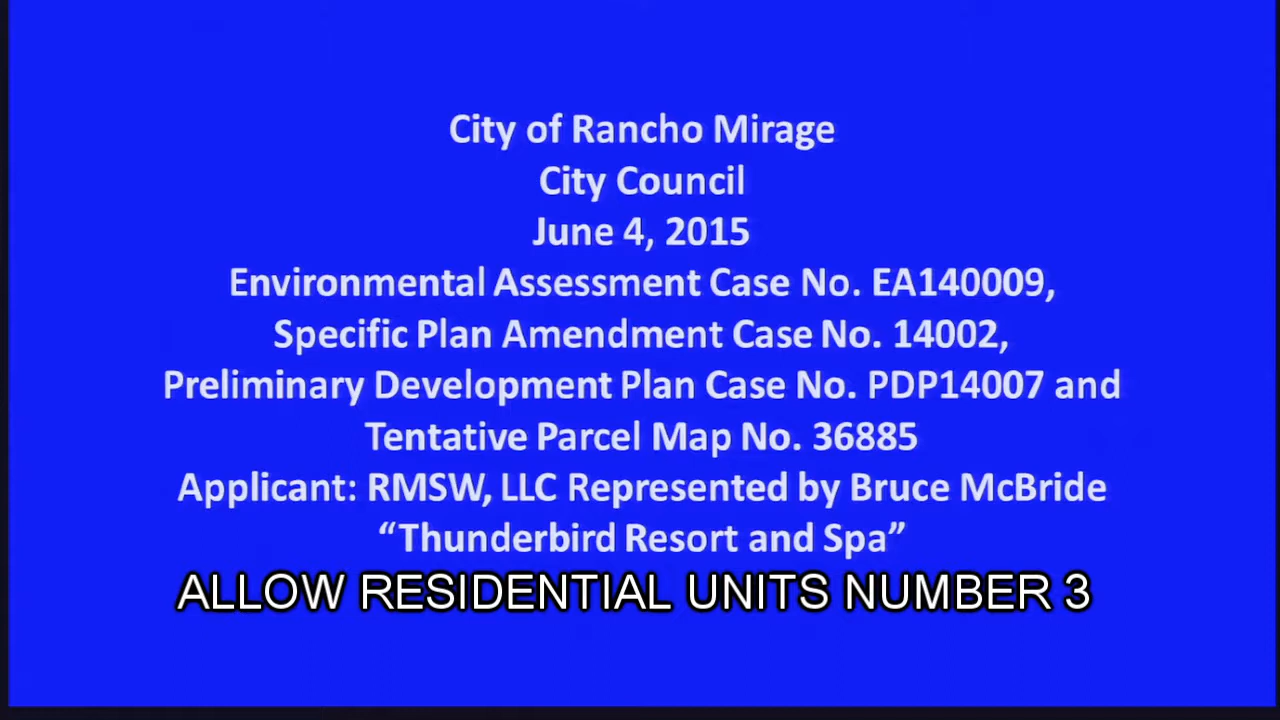 City of Rancho Mirage
City Council
June 4, 2015
Environmental Assessment Case No. EA140009,
Specific Plan Amendment Case No. 14002,
Preliminary Development Plan Case No. PDP14007 and
Tentative Parcel Map No. 36885
Applicant: RMSW, LLC Represented by Bruce McBride
“Thunderbird Resort and Spa”
ALLOW RESIDENTIAL UNITS NUMBER 3